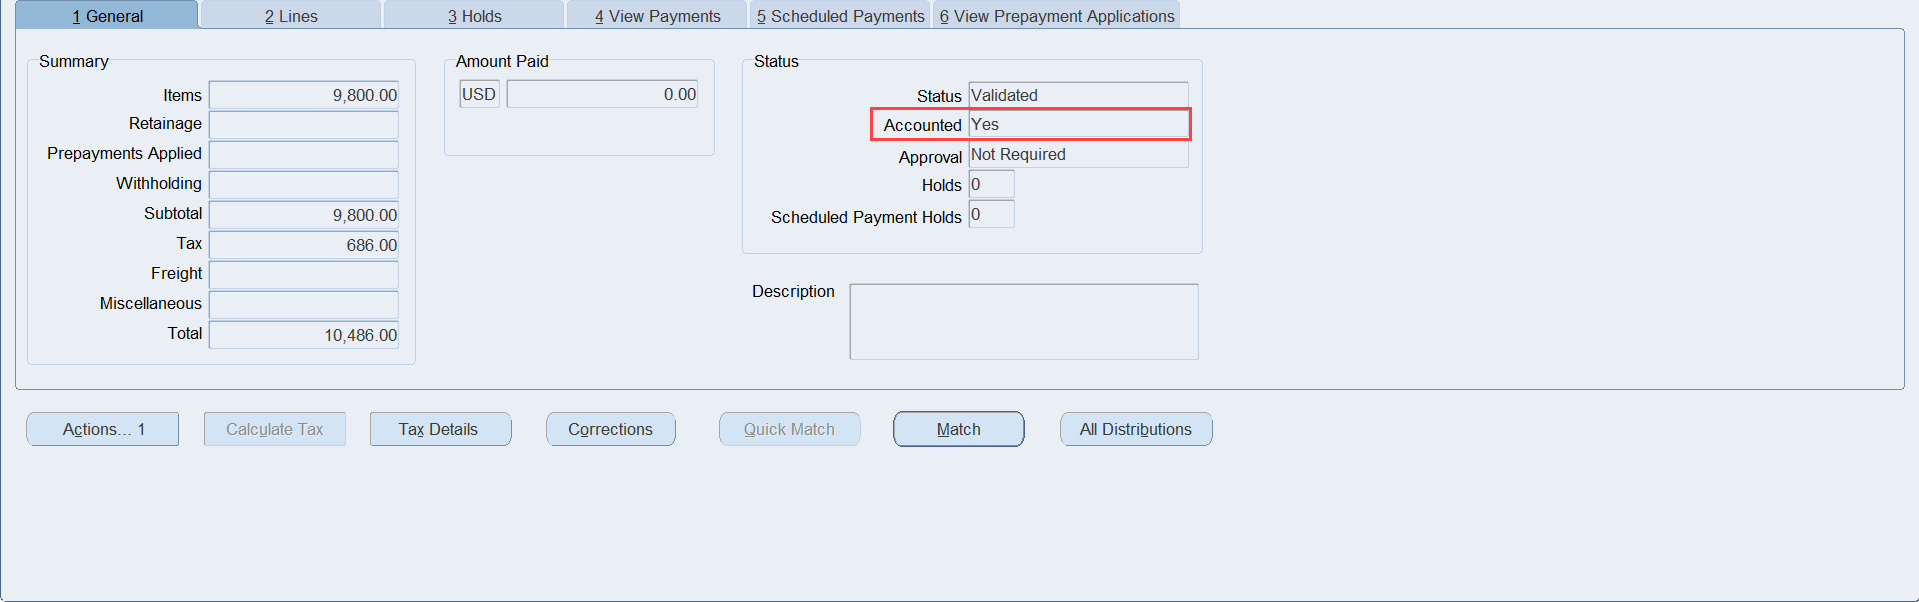 1 General 2 Lines 3 Holds 4 View Payments 5 Scheduled Payments 6 View Prepayment Applications
Summary
Items 9,800.00
Retainage
Prepayments Applied
Withholding
Subtotal 9,800.00
Tax 686.00
Freight
Miscellaneous
Total 10,486.00
Amount Paid
USD 0.00
Status
Status Validated
Accounted Yes
Approval Not Required
Holds 0
Scheduled Payment Holds 0
Description
Actions... 1 Calculate Tax Tax Details Corrections Quick Match Match All Distributions